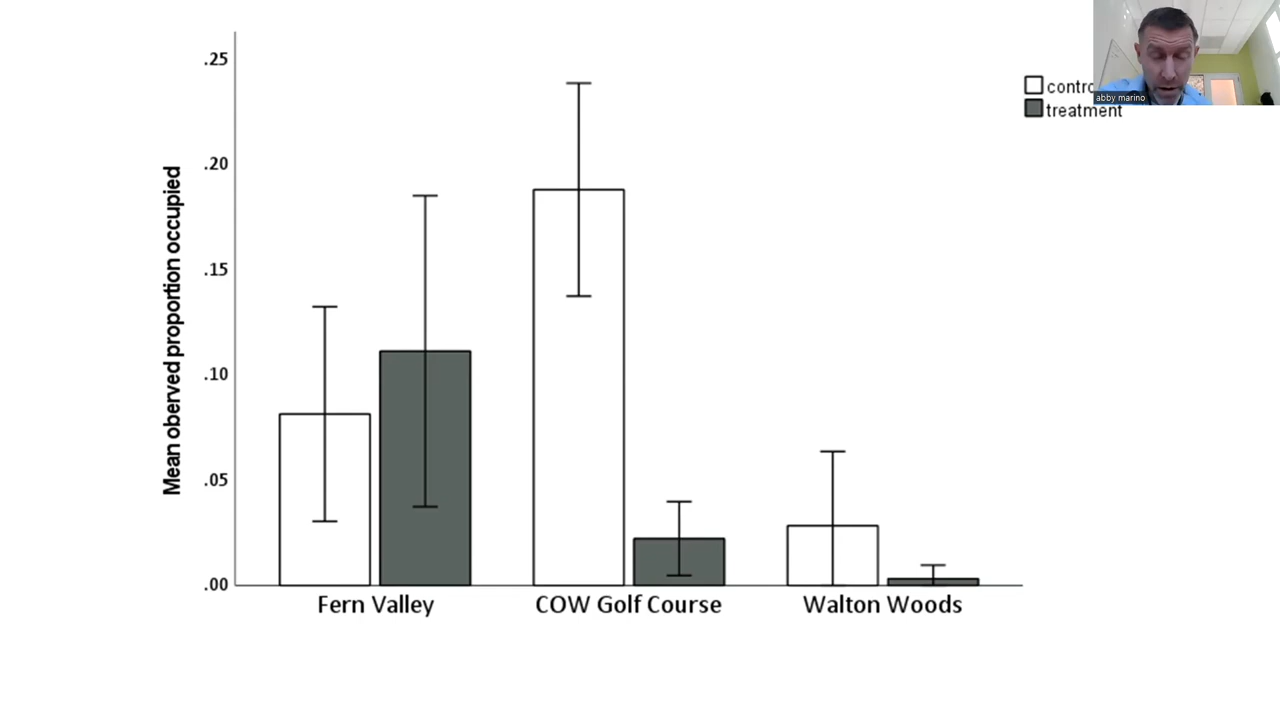 .25
.20
.15
.10
.05
.00
Mean oberved proportion occupied
Fern Valley
COW Golf Course
Walton Woods
contro
treatment
abby marino